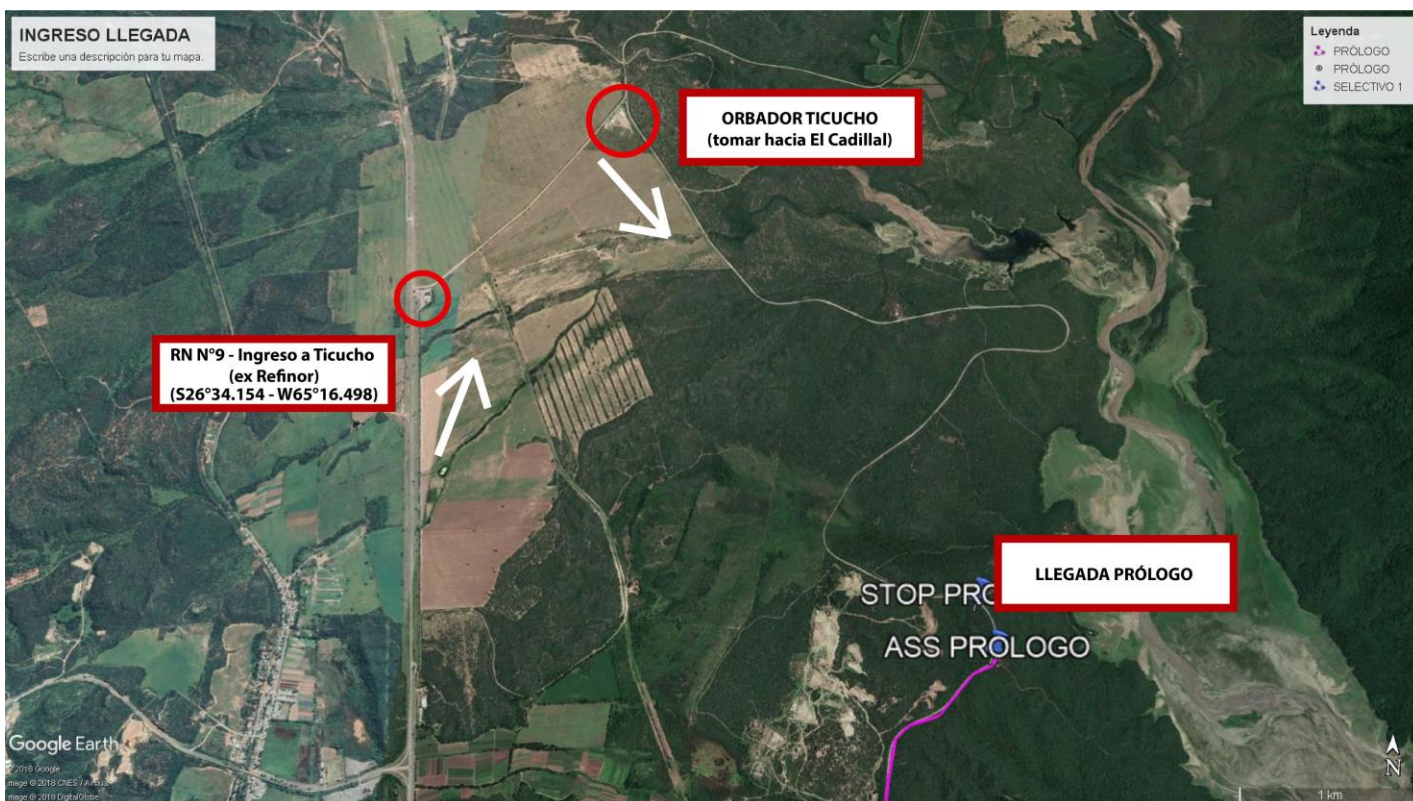 INGRESO LLEGADA
Escribe una descripción para tu mapa.
Leyenda
PRÓLOGO
PRÓLOGO
SELECTIVO 1
ORBADOR TICUCHO
(tomar hacia El Cadillal)
RN N°9 - Ingreso a Ticucho
(ex Refinor)
(S26°34.154 - W65°16.498)
LLEGADA PRÓLOGO
STOP PRO
ASS PROLOGO
Google Earth
2018 Google
mage © 2018 CNES / Airbus
mage © 2018 DigitalGlobe
N
1 km